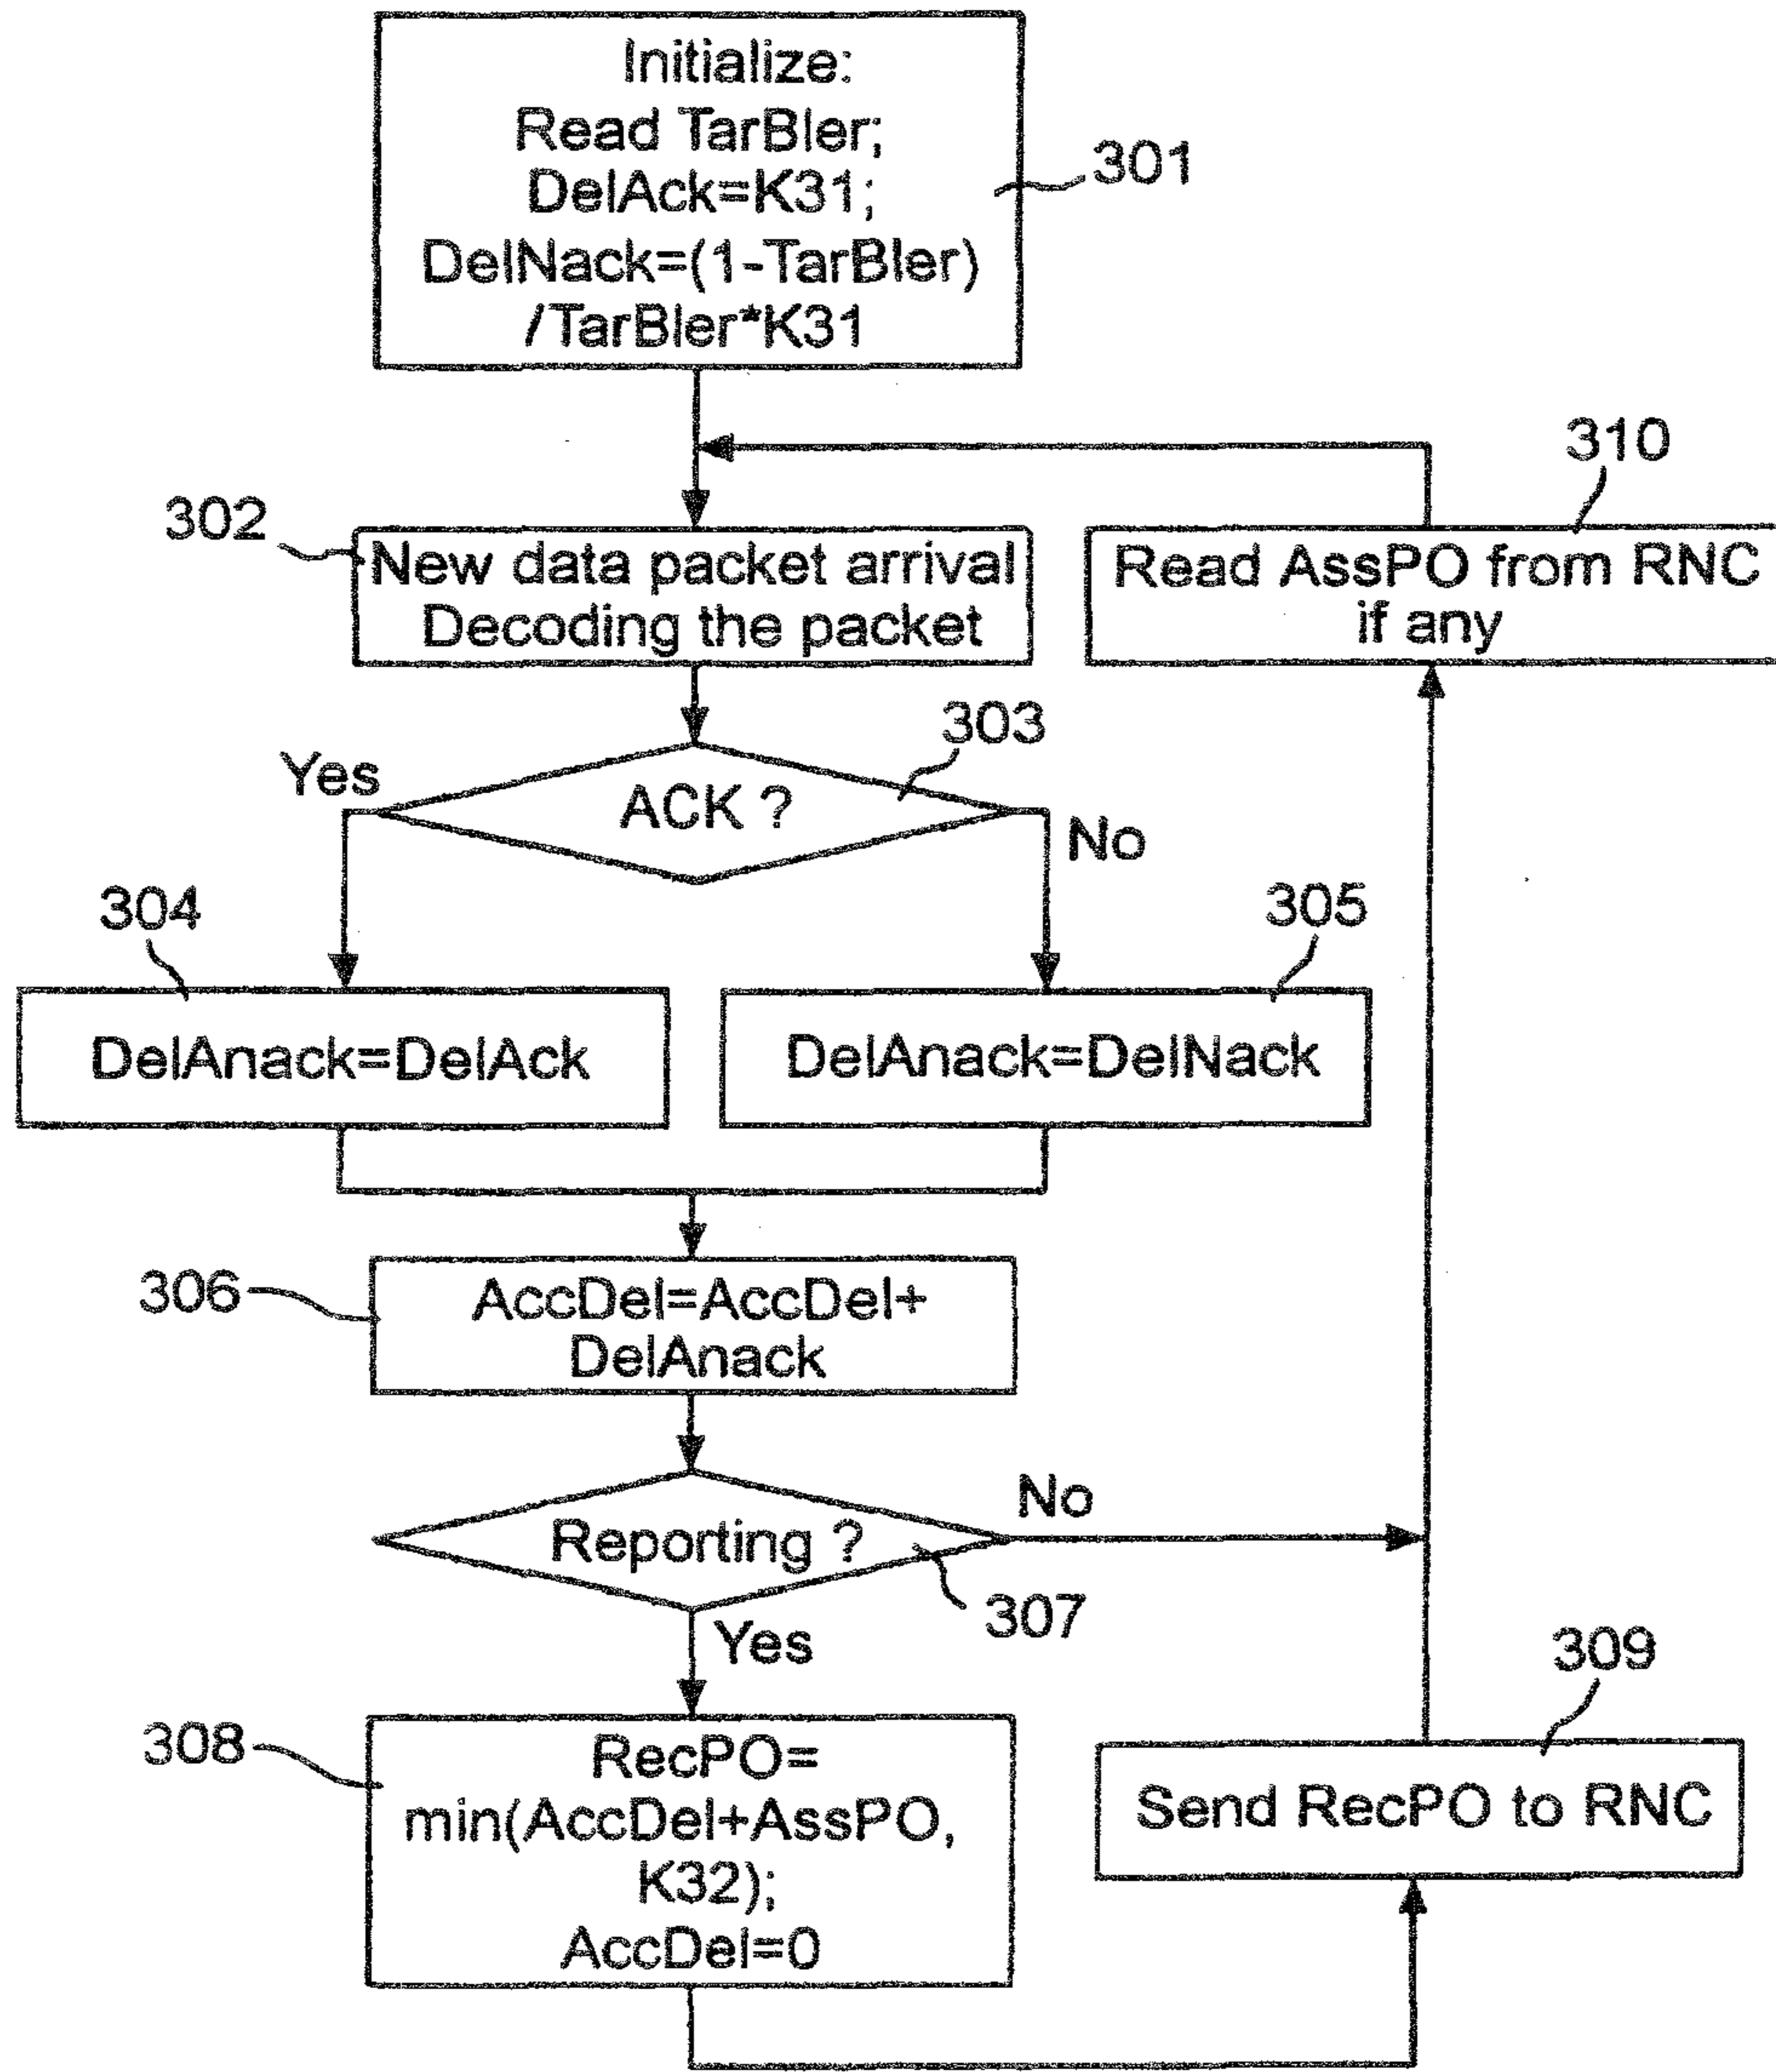 Initialize:
Read TarBler;
DelAck=K31;
DelNack=(1-TarBler)
/TarBler*K31
301
310
302
New data packet arrival
Decoding the packet
Read AssPO from RNC
if any
303
Yes
ACK ?
No
304
305
DelAnack=DelAck
DelAnack=DelNack
306
AccDel=AccDel+
DelAnack
No
Reporting ?
307
Yes
309
308
RecPO=
min(AccDel+AssPO,
K32);
AccDel=0
Send RecPO to RNC